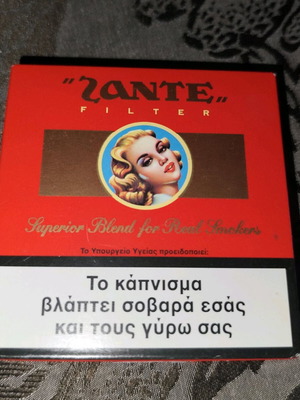 "ZANTE"
FILTER
Superior Blend for Real Smokers
Το Υπουργείο Υγείας προειδοποιεί:
Το κάπνισμα
βλάπτει σοβαρά εσάς
και τους γύρω σας